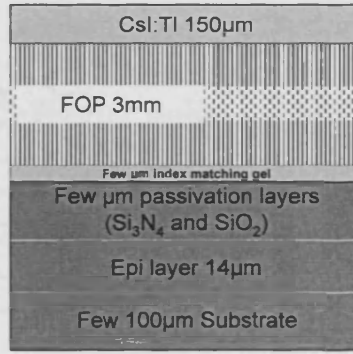 CsI:Tl 150µm
FOP 3mm
Few µm index matching gel
Few µm passivation layers
(Si₃N₄ and SiO₂)
Epi layer 14µm
Few 100µm Substrate